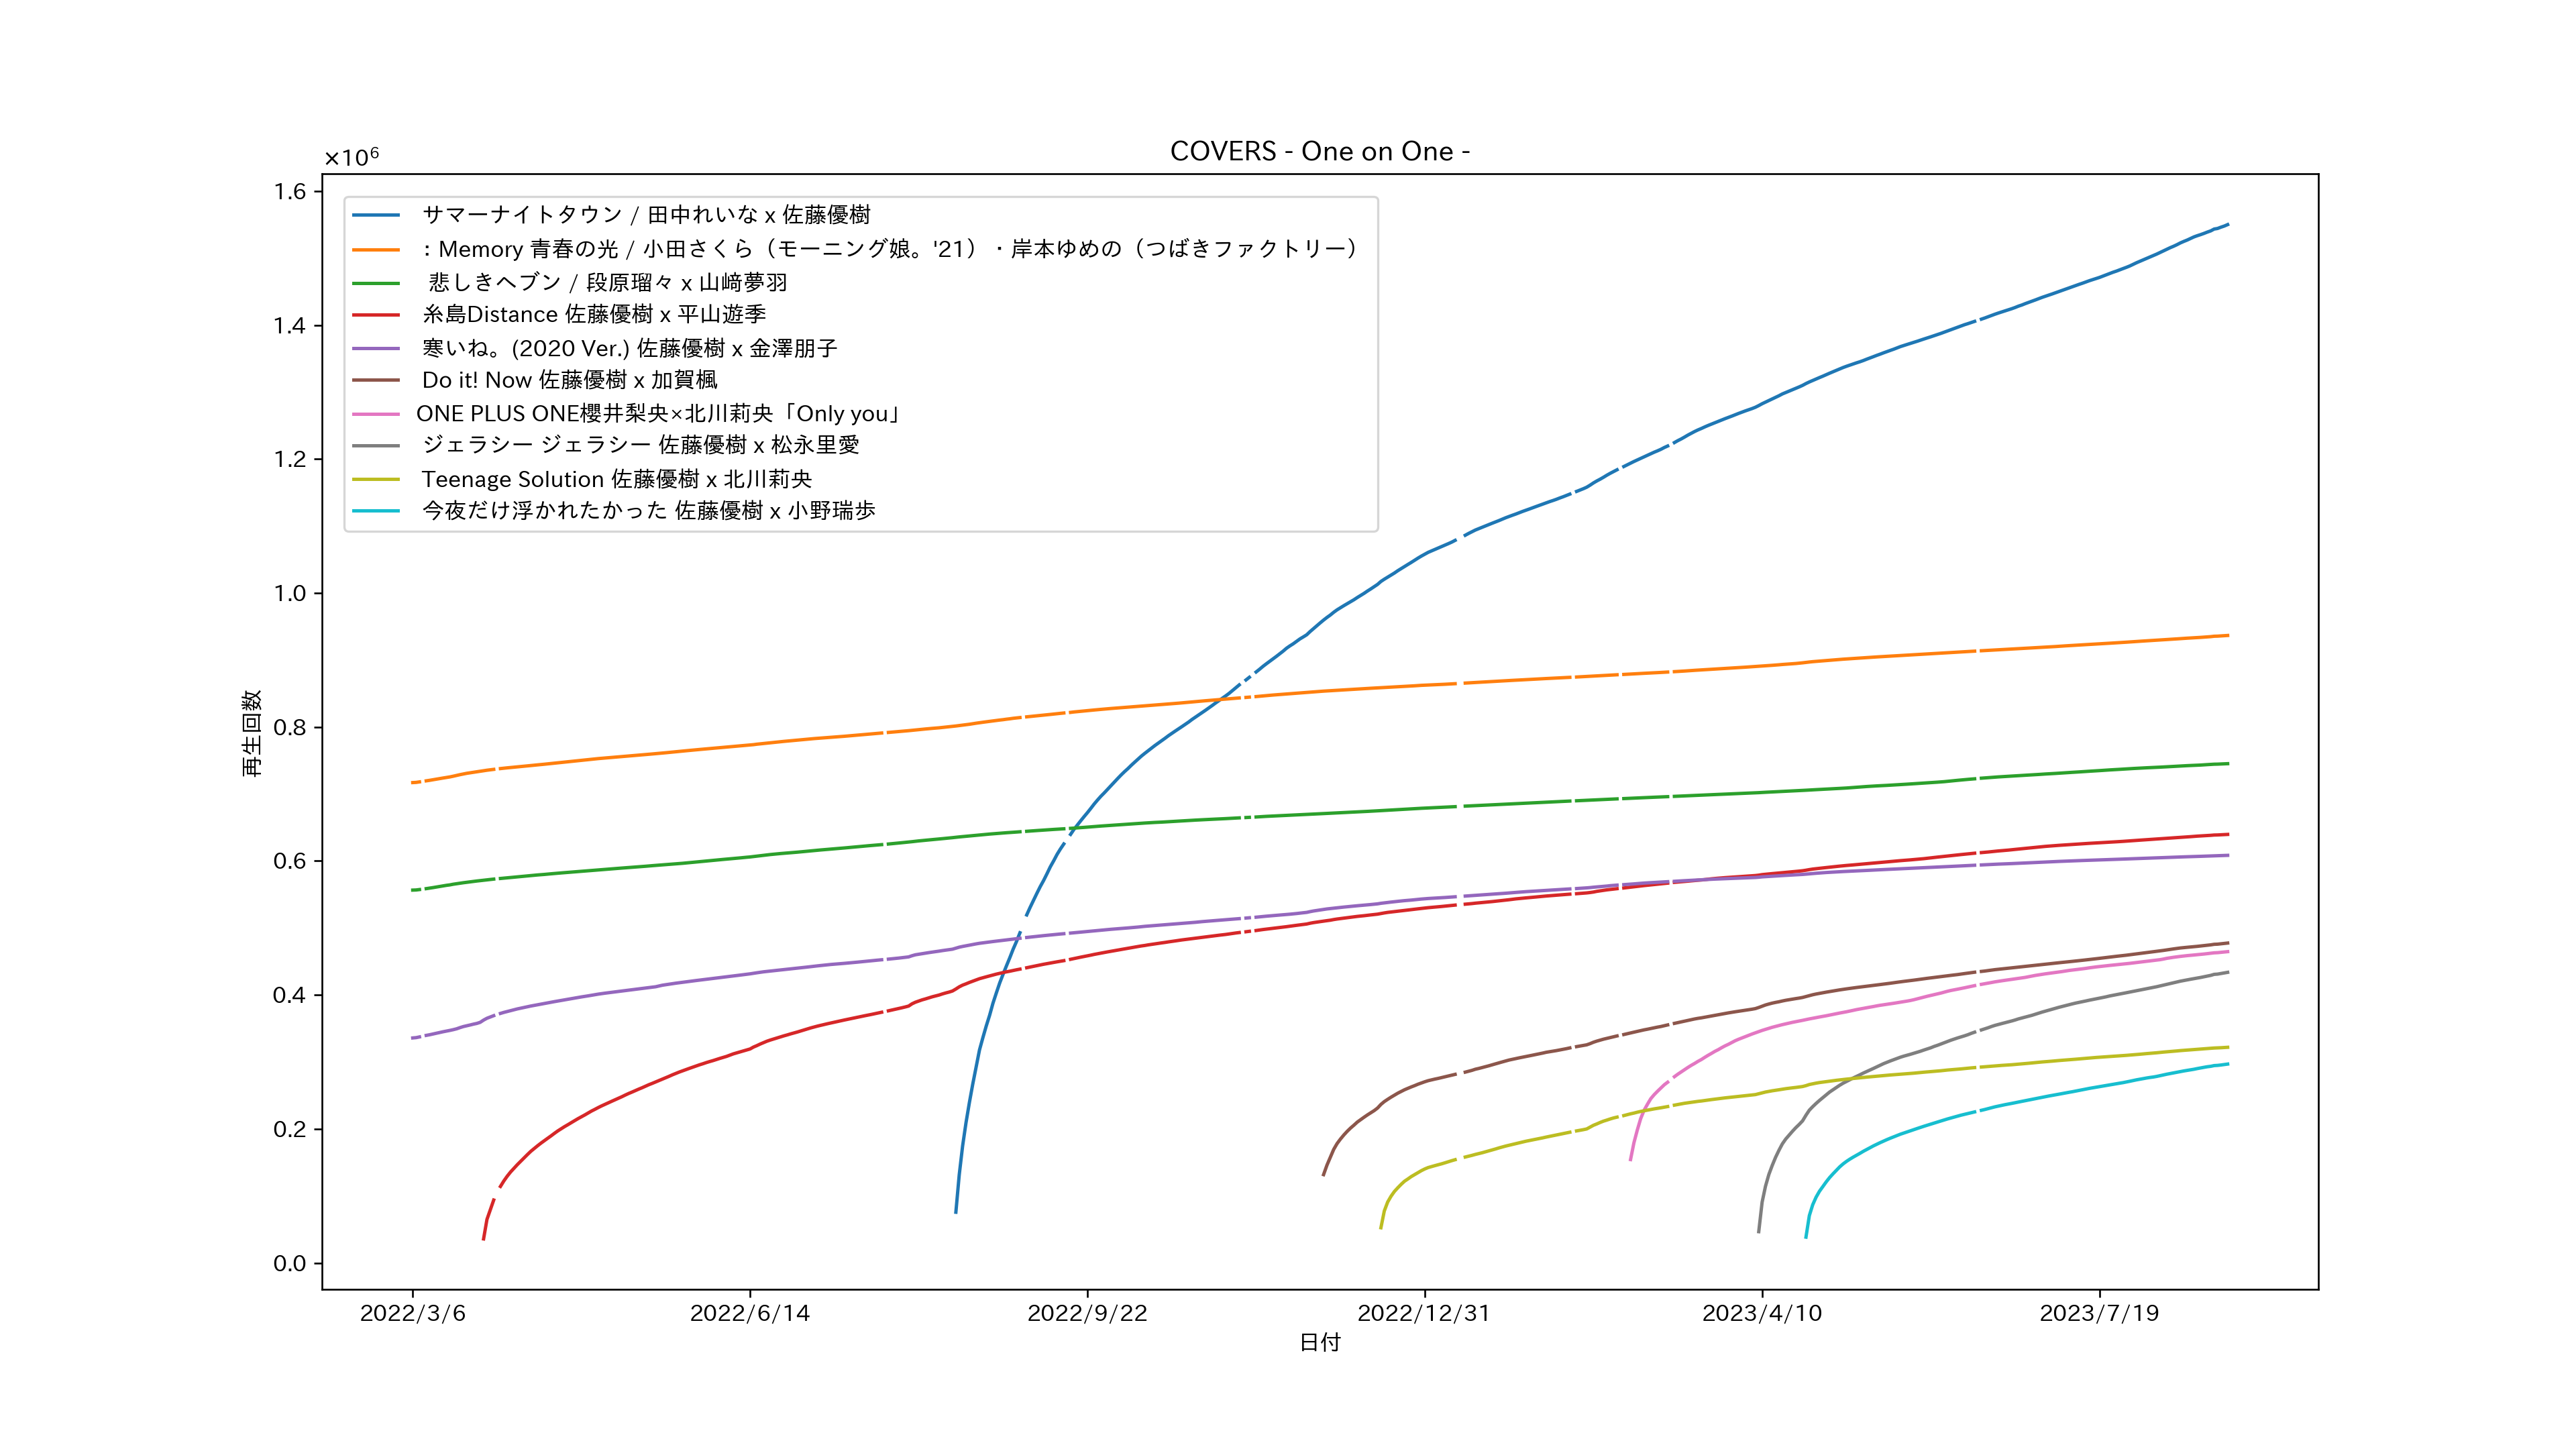 COVERS - One on One -
×10⁶
1.6
1.4
1.2
1.0
0.8
0.6
0.4
0.2
0.0
再生回数
サマーナイトタウン / 田中れいな x 佐藤優樹
: Memory 青春の光 / 小田さくら（モーニング娘。'21）・岸本ゆめの（つばきファクトリー）
悲しきヘブン / 段原瑠々 x 山﨑夢羽
糸島Distance 佐藤優樹 x 平山遊季
寒いね。(2020 Ver.) 佐藤優樹 x 金澤朋子
Do it! Now 佐藤優樹 x 加賀楓
ONE PLUS ONE櫻井梨央×北川莉央「Only you」
ジェラシー ジェラシー 佐藤優樹 x 松永里愛
Teenage Solution 佐藤優樹 x 北川莉央
今夜だけ浮かれたかった 佐藤優樹 x 小野瑞歩
2022/3/6 2022/6/14 2022/9/22 2022/12/31 2023/4/10 2023/7/19
日付